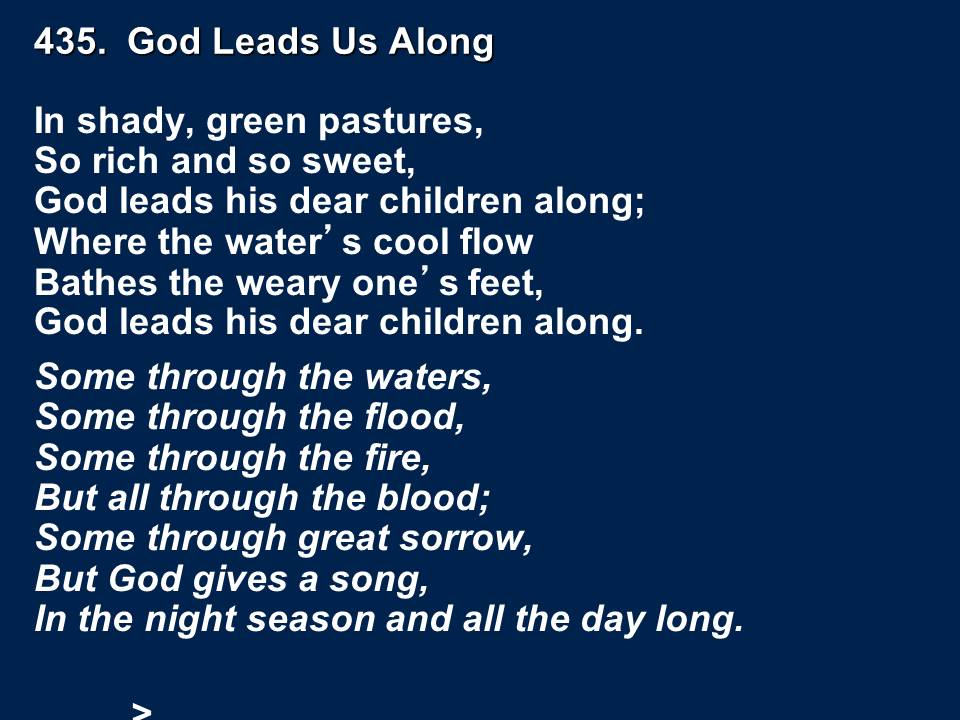 435.  God Leads Us Along
In shady, green pastures,
So rich and so sweet,
God leads his dear children along;
Where the water’s cool flow
Bathes the weary one’s feet,
God leads his dear children along.
Some through the waters,
Some through the flood,
Some through the fire,
But all through the blood;
Some through great sorrow,
But God gives a song,
In the night season and all the day long.
>